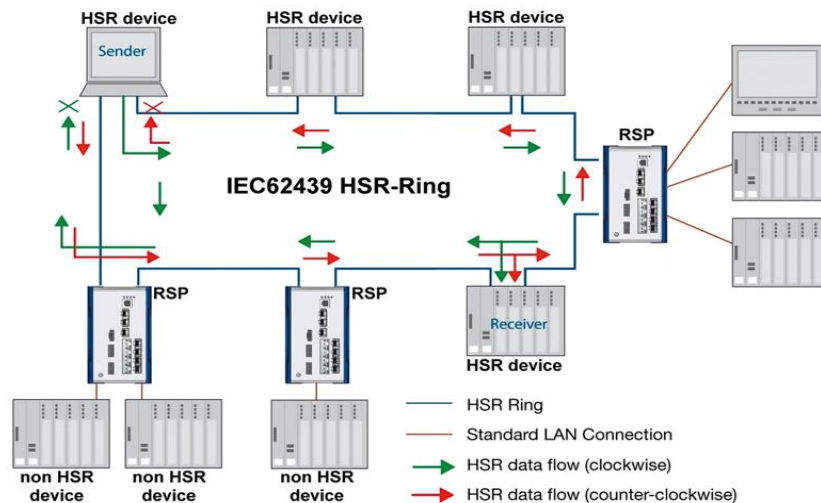 HSR device
HSR device
HSR device
Sender
RSP
IEC62439 HSR-Ring
RSP
RSP
Receiver
HSR device
HSR Ring
Standard LAN Connection
HSR data flow (clockwise)
HSR data flow (counter-clockwise)
non HSR
device
non HSR
device
non HSR
device